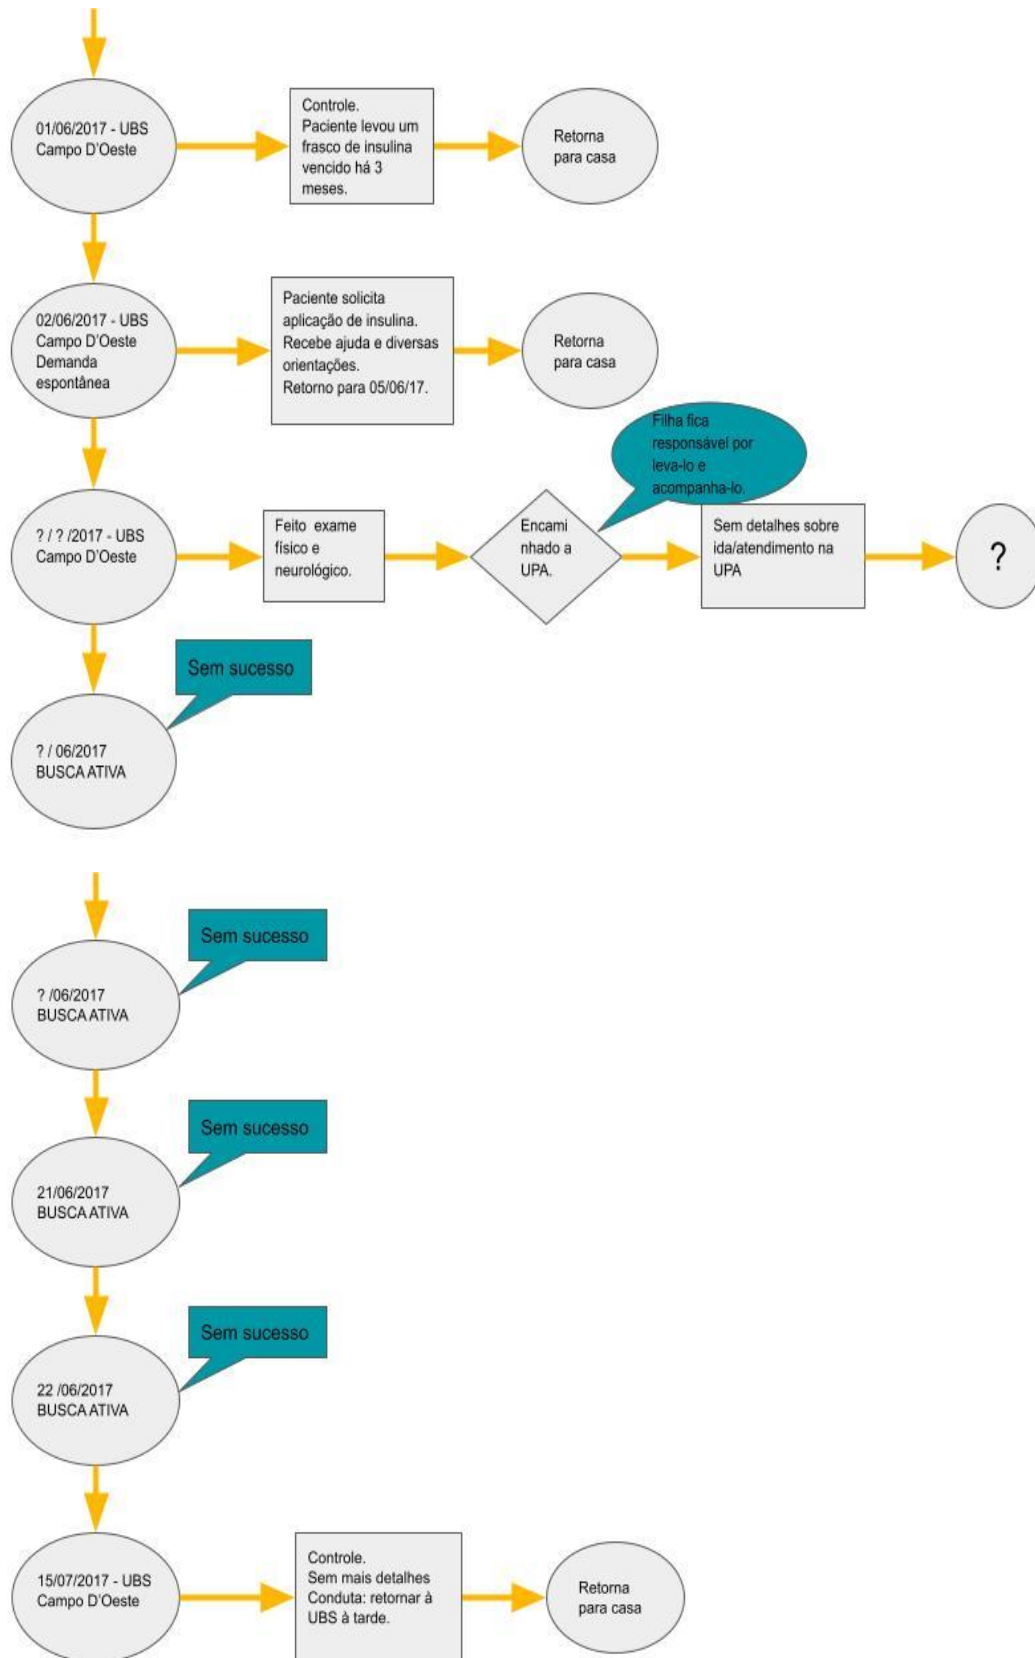 01/06/2017 - UBS
Campo D'Oeste
Controle.
Paciente levou um
frasco de insulina
vencido há 3
meses.
Retorna
para casa
02/06/2017 - UBS
Campo D'Oeste
Demanda
espontânea
Paciente solicita
aplicação de insulina.
Recebe ajuda e diversas
orientações.
Retorno para 05/06/17.
Retorna
para casa
Filha fica
responsável por
leva-lo e
acompanha-lo.
? / ? /2017 - UBS
Campo D'Oeste
Feito exame
físico e
neurológico.
Encami
nhado a
UPA.
Sem detalhes sobre
ida/atendimento na
UPA
?
Sem sucesso
? / 06/2017
BUSCA ATIVA
Sem sucesso
? /06/2017
BUSCA ATIVA
Sem sucesso
21/06/2017
BUSCA ATIVA
Sem sucesso
22 /06/2017
BUSCA ATIVA
15/07/2017 - UBS
Campo D'Oeste
Controle.
Sem mais detalhes
Conduta: retornar à
UBS à tarde.
Retorna
para casa